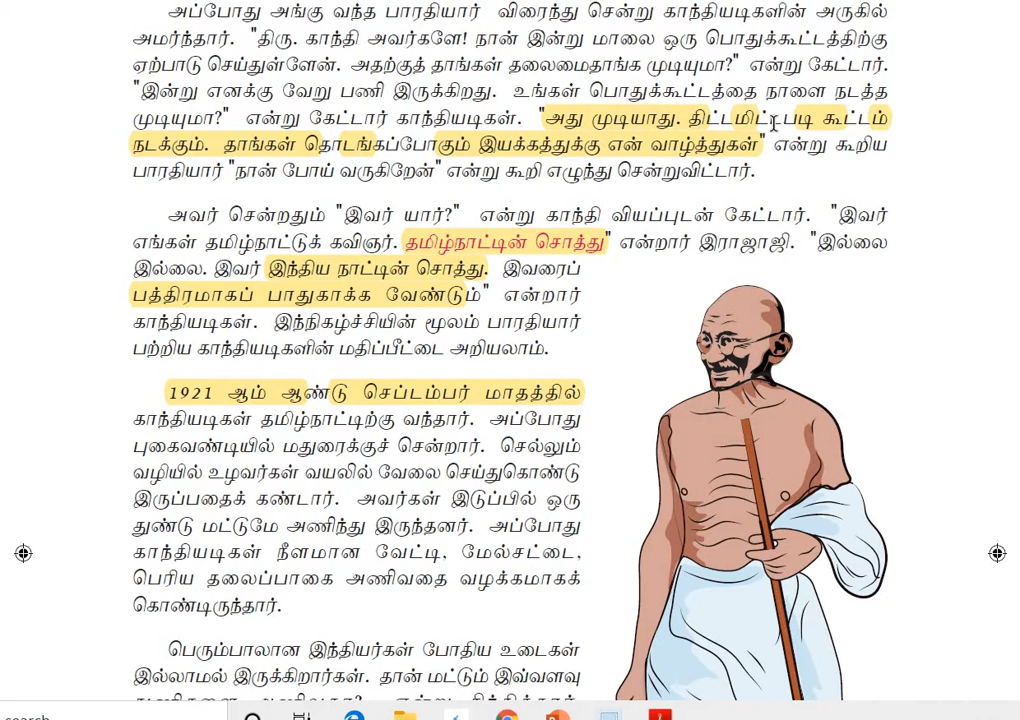 அப்போது அங்கு வந்த பாரதியார் விரைந்து சென்று காந்தியடிகளின் அருகில்
அமர்ந்தார். "திரு. காந்தி அவர்களே! நான் இன்று மாலை ஒரு பொதுக்கூட்டத்திற்கு
ஏற்பாடு செய்துள்ளேன். அதற்குத் தாங்கள் தலைமைதாங்க முடியுமா?" என்று கேட்டார்.
"இன்று எனக்கு வேறு பணி இருக்கிறது. உங்கள் பொதுக்கூட்டத்தை நாளை நடத்த
முடியுமா?" என்று கேட்டார் காந்தியடிகள். "அது முடியாது. திட்டமிட்டபடி கூட்டம்
நடக்கும். தாங்கள் தொடங்கப்போகும் இயக்கத்துக்கு என் வாழ்த்துகள்" என்று கூறிய
பாரதியார் "நான் போய் வருகிறேன்" என்று கூறி எழுந்து சென்றுவிட்டார்.
அவர் சென்றதும் "இவர் யார்?" என்று காந்தி வியப்புடன் கேட்டார். "இவர்
எங்கள் தமிழ்நாட்டுக் கவிஞர். தமிழ்நாட்டின் சொத்து" என்றார் இராஜாஜி. "இல்லை
இல்லை. இவர் இந்திய நாட்டின் சொத்து. இவரைப்
பத்திரமாகப் பாதுகாக்க வேண்டும்" என்றார்
காந்தியடிகள். இந்நிகழ்ச்சியின் மூலம் பாரதியார்
பற்றிய காந்தியடிகளின் மதிப்பீட்டை அறியலாம்.
1921 ஆம் ஆண்டு செப்டம்பர் மாதத்தில்
காந்தியடிகள் தமிழ்நாட்டிற்கு வந்தார். அப்போது
புகைவண்டியில் மதுரைக்குச் சென்றார். செல்லும்
வழியில் உழவர்கள் வயலில் வேலை செய்துகொண்டு
இருப்பதைக் கண்டார். அவர்கள் இடுப்பில் ஒரு
துண்டு மட்டுமே அணிந்து இருந்தனர். அப்போது
காந்தியடிகள் நீளமான வேட்டி, மேல்சட்டை,
பெரிய தலைப்பாகை அணிவதை வழக்கமாகக்
கொண்டிருந்தார்.
பெரும்பாலான இந்தியர்கள் போதிய உடைகள்
இல்லாமல் இருக்கிறார்கள். தான் மட்டும் இவ்வளவு
search